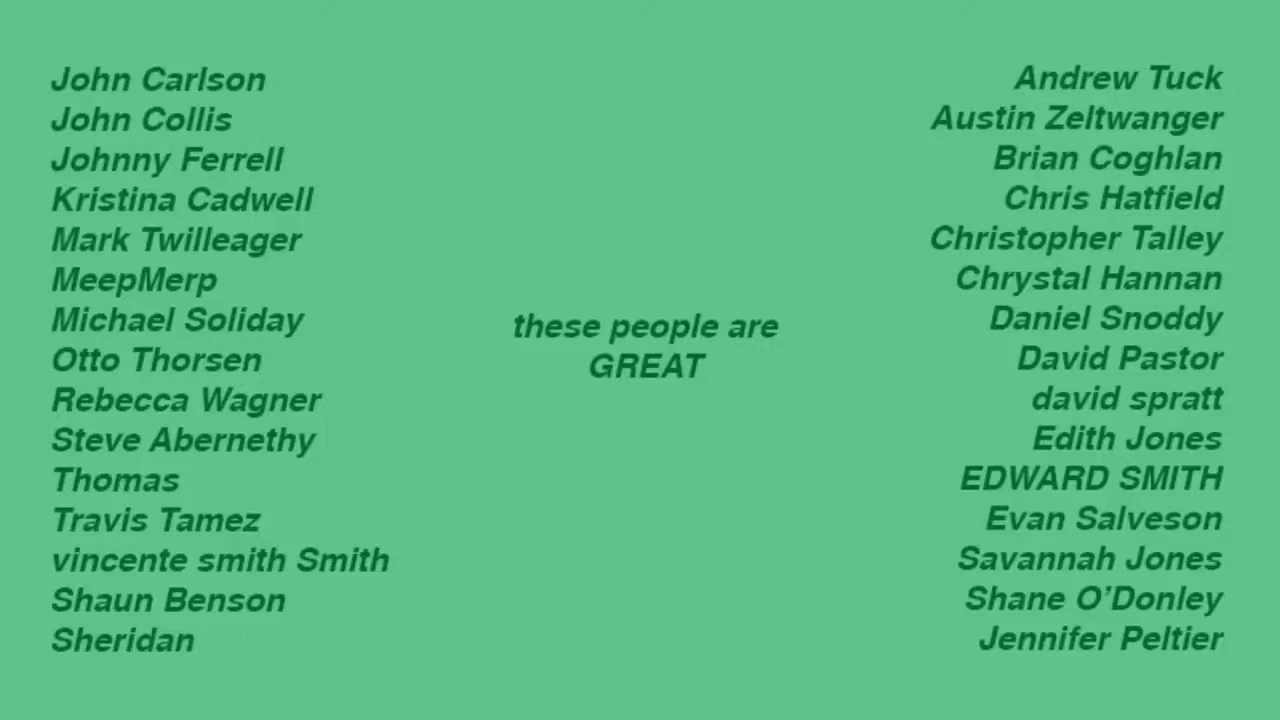 John Carlson
John Collis
Johnny Ferrell
Kristina Cadwell
Mark Twilleager
MeepMerp
Michael Soliday
Otto Thorsen
Rebecca Wagner
Steve Abernethy
Thomas
Travis Tamez
vincente smith Smith
Shaun Benson
Sheridan
these people are
GREAT
Andrew Tuck
Austin Zeltwanger
Brian Coghlan
Chris Hatfield
Christopher Talley
Chrystal Hannan
Daniel Snoddy
David Pastor
david spratt
Edith Jones
EDWARD SMITH
Evan Salveson
Savannah Jones
Shane O’Donley
Jennifer Peltier